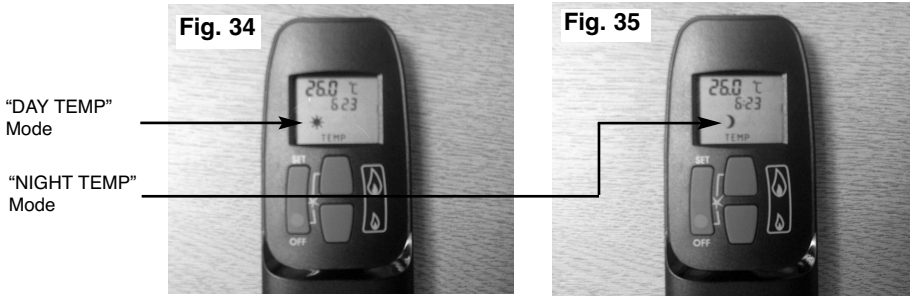 Fig. 34
26.0 ℃
6:23
TEMP
SET
OFF
Fig. 35
26.0 ℃
6:23
TEMP
SET
OFF
“DAY TEMP”
Mode
“NIGHT TEMP”
Mode